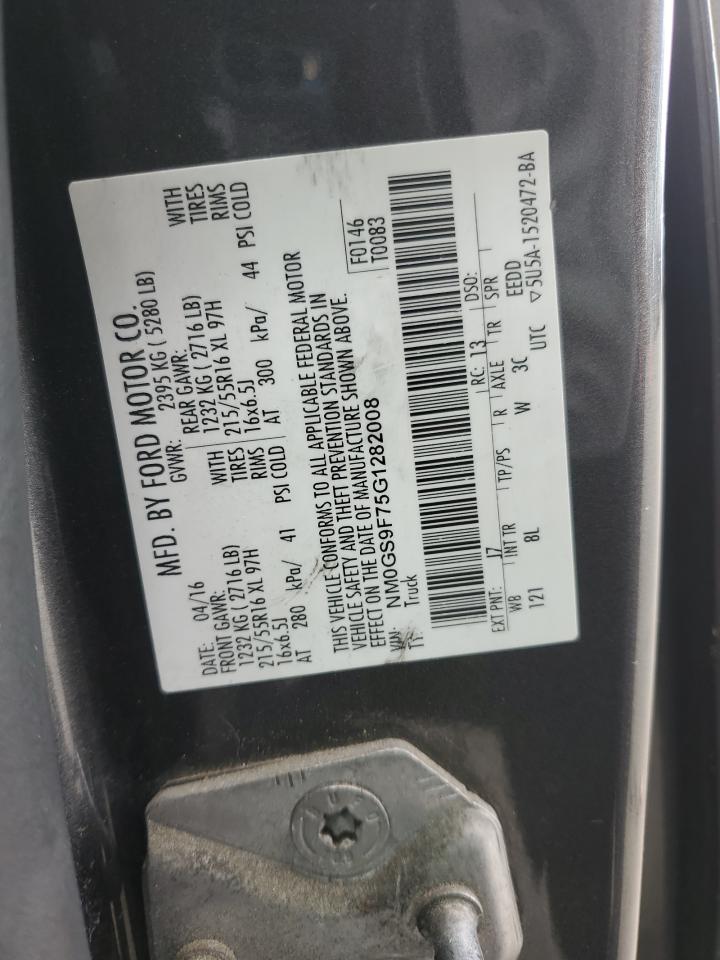 MFD. BY FORD MOTOR CO.
DATE: 04/16 GVWR: 2395 KG ( 5280 LB)
FRONT GAWR: REAR GAWR:
1232 KG ( 2716 LB) WITH 1232 KG ( 2716 LB) WITH
215/55R16 XL 97H TIRES 215/55R16 XL 97H TIRES
16x6.5J RIMS 16x6.5J RIMS
AT 280 kPa/ 41 PSI COLD AT 300 kPa/ 44 PSI COLD
THIS VEHICLE CONFORMS TO ALL APPLICABLE FEDERAL MOTOR
VEHICLE SAFETY AND THEFT PREVENTION STANDARDS IN
EFFECT ON THE DATE OF MANUFACTURE SHOWN ABOVE.
F0146
T0083
VIN: NM0GS9F75G1282008
Truck
EXT PNT: J7 RC: 13 DSO:
WB INT TR TP/PS R AXLE TR SPR
121 8L W 3C EEDD
UTC ▽5U5A-1520472-BA